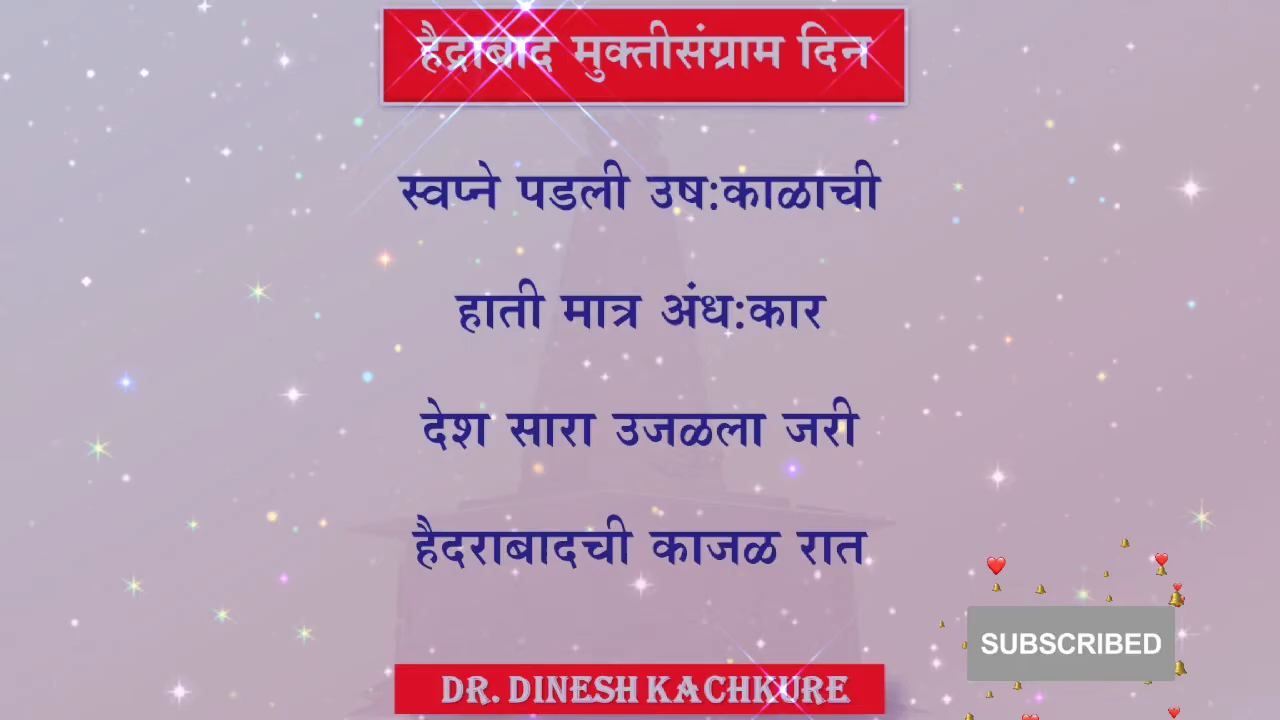 हैद्राबाद मुक्तीसंग्राम दिन
स्वप्ने पडली उष:काळाची
हाती मात्र अंध:कार
देश सारा उजळला जरी
हैदराबादची काजळ रात
SUBSCRIBED
DR. DINESH KACHKURE